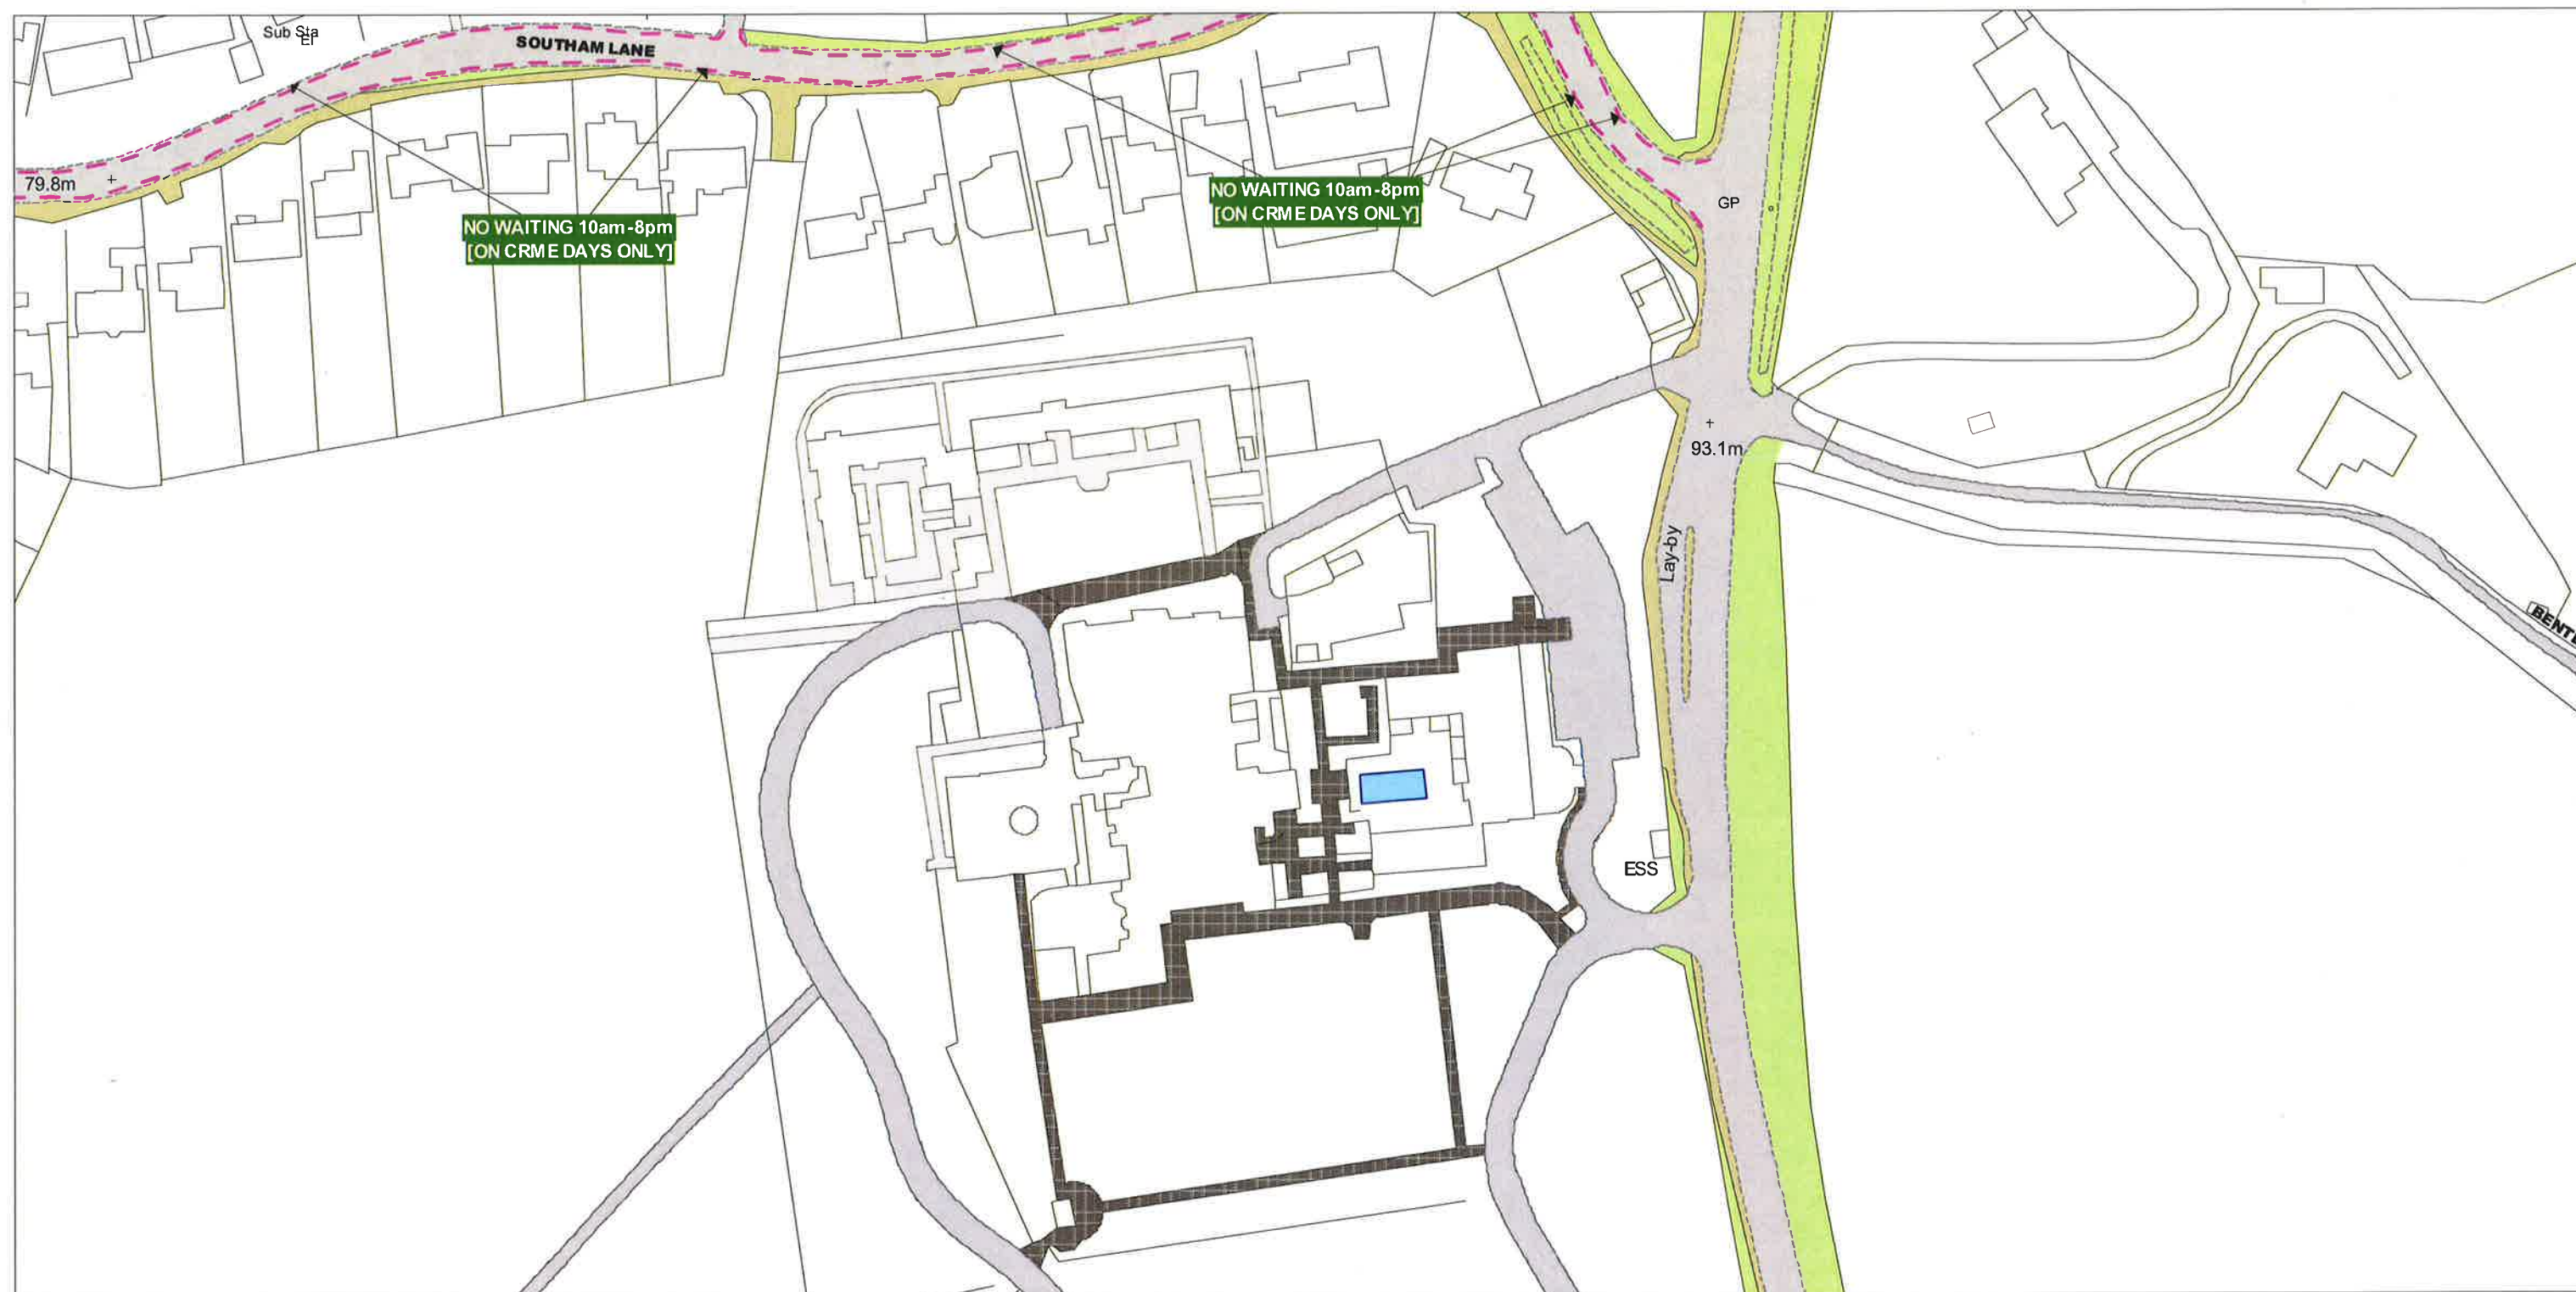 Sub Sta
El
SOUTHAM LANE
79.8m
NO WAITING 10am-8pm
[ON CRME DAYS ONLY]
NO WAITING 10am-8pm
[ON CRME DAYS ONLY]
GP
93.1m
Lay-by
BENT
ESS